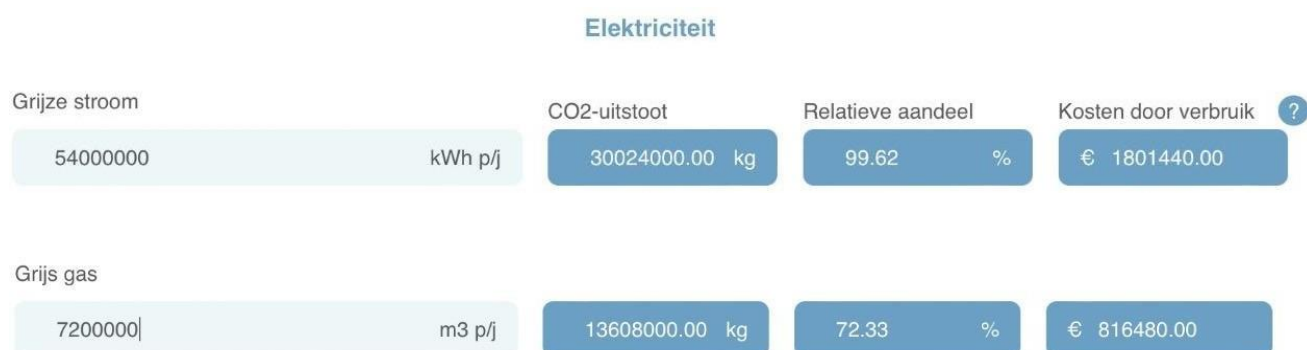 Elektriciteit
Grijze stroom CO2-uitstoot Relatieve aandeel Kosten door verbruik ?
54000000 kWh p/j 30024000.00 kg 99.62 % € 1801440.00
Grijs gas
7200000 m3 p/j 13608000.00 kg 72.33 % € 816480.00